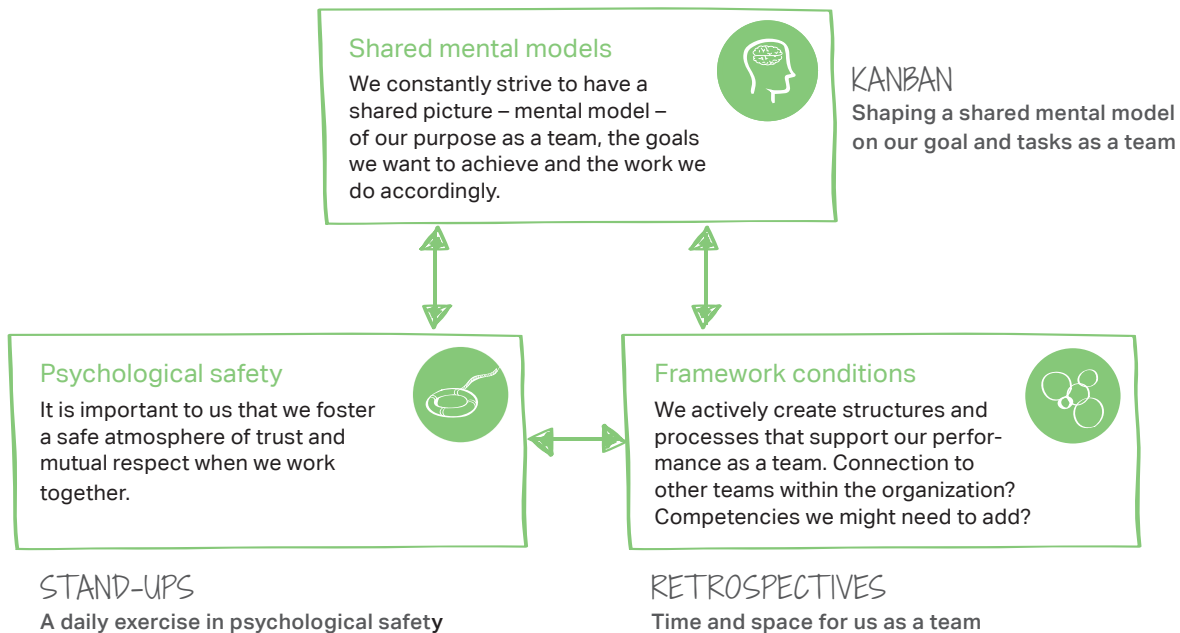 Shared mental models
We constantly strive to have a
shared picture – mental model –
of our purpose as a team, the goals
we want to achieve and the work we
do accordingly.
KANBAN
Shaping a shared mental model
on our goal and tasks as a team
Psychological safety
It is important to us that we foster
a safe atmosphere of trust and
mutual respect when we work
together.
STAND-UPS
A daily exercise in psychological safety
Framework conditions
We actively create structures and
processes that support our perfor-
mance as a team. Connection to
other teams within the organization?
Competencies we might need to add?
RETROSPECTIVES
Time and space for us as a team